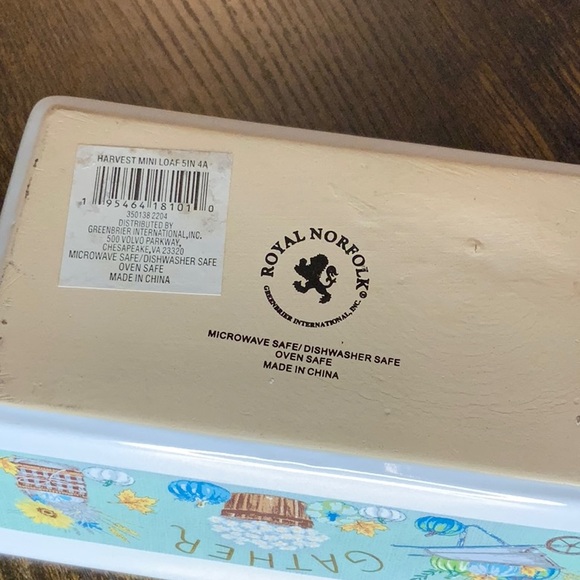 HARVEST MINI LOAF 5IN 4A
1 95464 18101 0
350138 2204
DISTRIBUTED BY
GREENBRIER INTERNATIONAL,INC.
500 VOLVO PARKWAY,
CHESAPEAKE,VA 23320
MICROWAVE SAFE/DISHWASHER SAFE
OVEN SAFE
MADE IN CHINA
ROYAL NORFOLK®
GREENBRIER INTERNATIONAL, INC.
MICROWAVE SAFE/ DISHWASHER SAFE
OVEN SAFE
MADE IN CHINA
GATHER